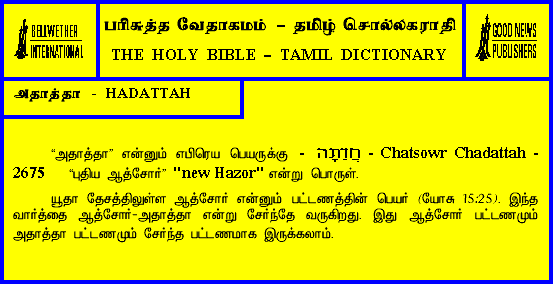 BELLWETHER
INTERNATIONAL
பரிசுத்த வேதாகமம் – தமிழ் சொல்லகராதி
THE HOLY BIBLE – TAMIL DICTIONARY
GOOD NEWS
PUBLISHERS
அதாத்தா - HADATTAH
“அதாத்தா” என்னும் எபிரெய பெயருக்கு - חֲדַתָּה - Chatsowr Chadattah -
2675 “புதிய ஆத்சோர்” "new Hazor" என்று பொருள்.
யூதா தேசத்திலுள்ள ஆத்சோர் என்னும் பட்டணத்தின் பெயர் (யோசு 15:25). இந்த
வார்த்தை ஆத்சோர்-அதாத்தா என்று சேர்ந்தே வருகிறது. இது ஆத்சோர் பட்டணமும்
அதாத்தா பட்டணமும் சேர்ந்த பட்டணமாக இருக்கலாம்.